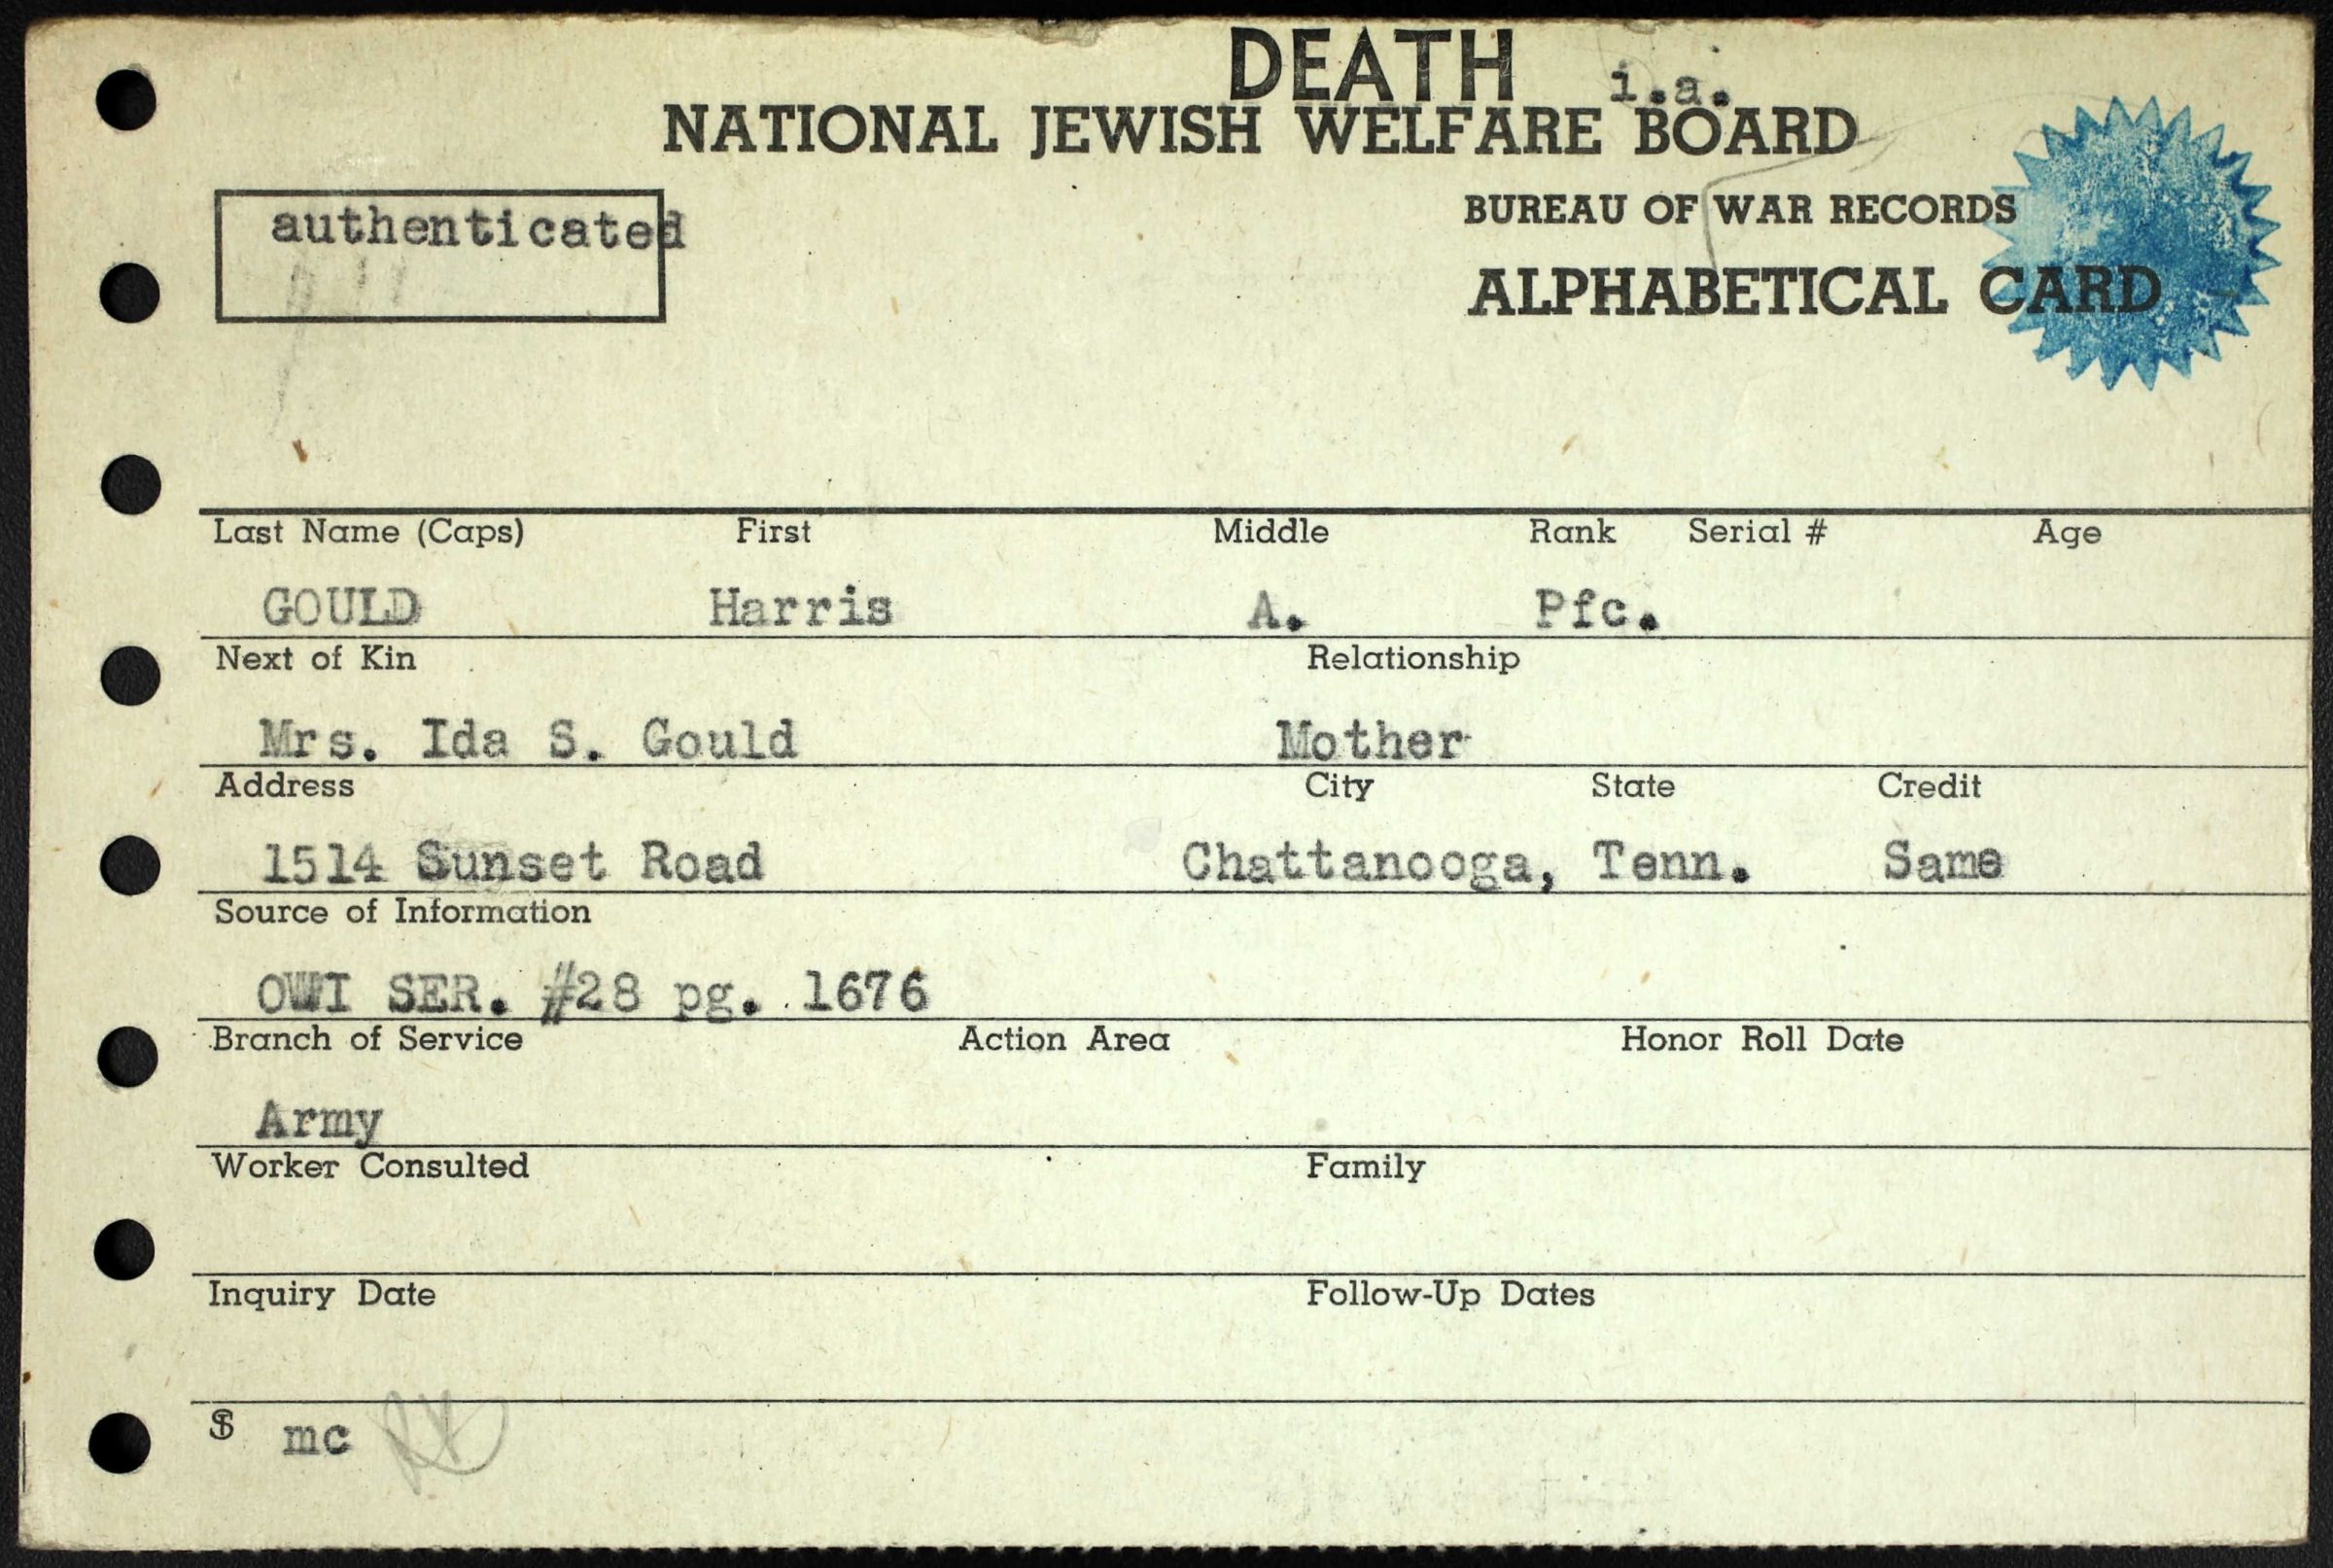 DEATH i.a.
NATIONAL JEWISH WELFARE BOARD
authenticated
BUREAU OF WAR RECORDS
ALPHABETICAL CARD
Last Name (Caps) First Middle Rank Serial # Age
GOULD Harris A. Pfc.
Next of Kin Relationship
Mrs. Ida S. Gould Mother
Address City State Credit
1514 Sunset Road Chattanooga, Tenn. Same
Source of Information
OWI SER. #28 pg. 1676
Branch of Service Action Area Honor Roll Date
Army
Worker Consulted Family
Inquiry Date Follow-Up Dates
mc